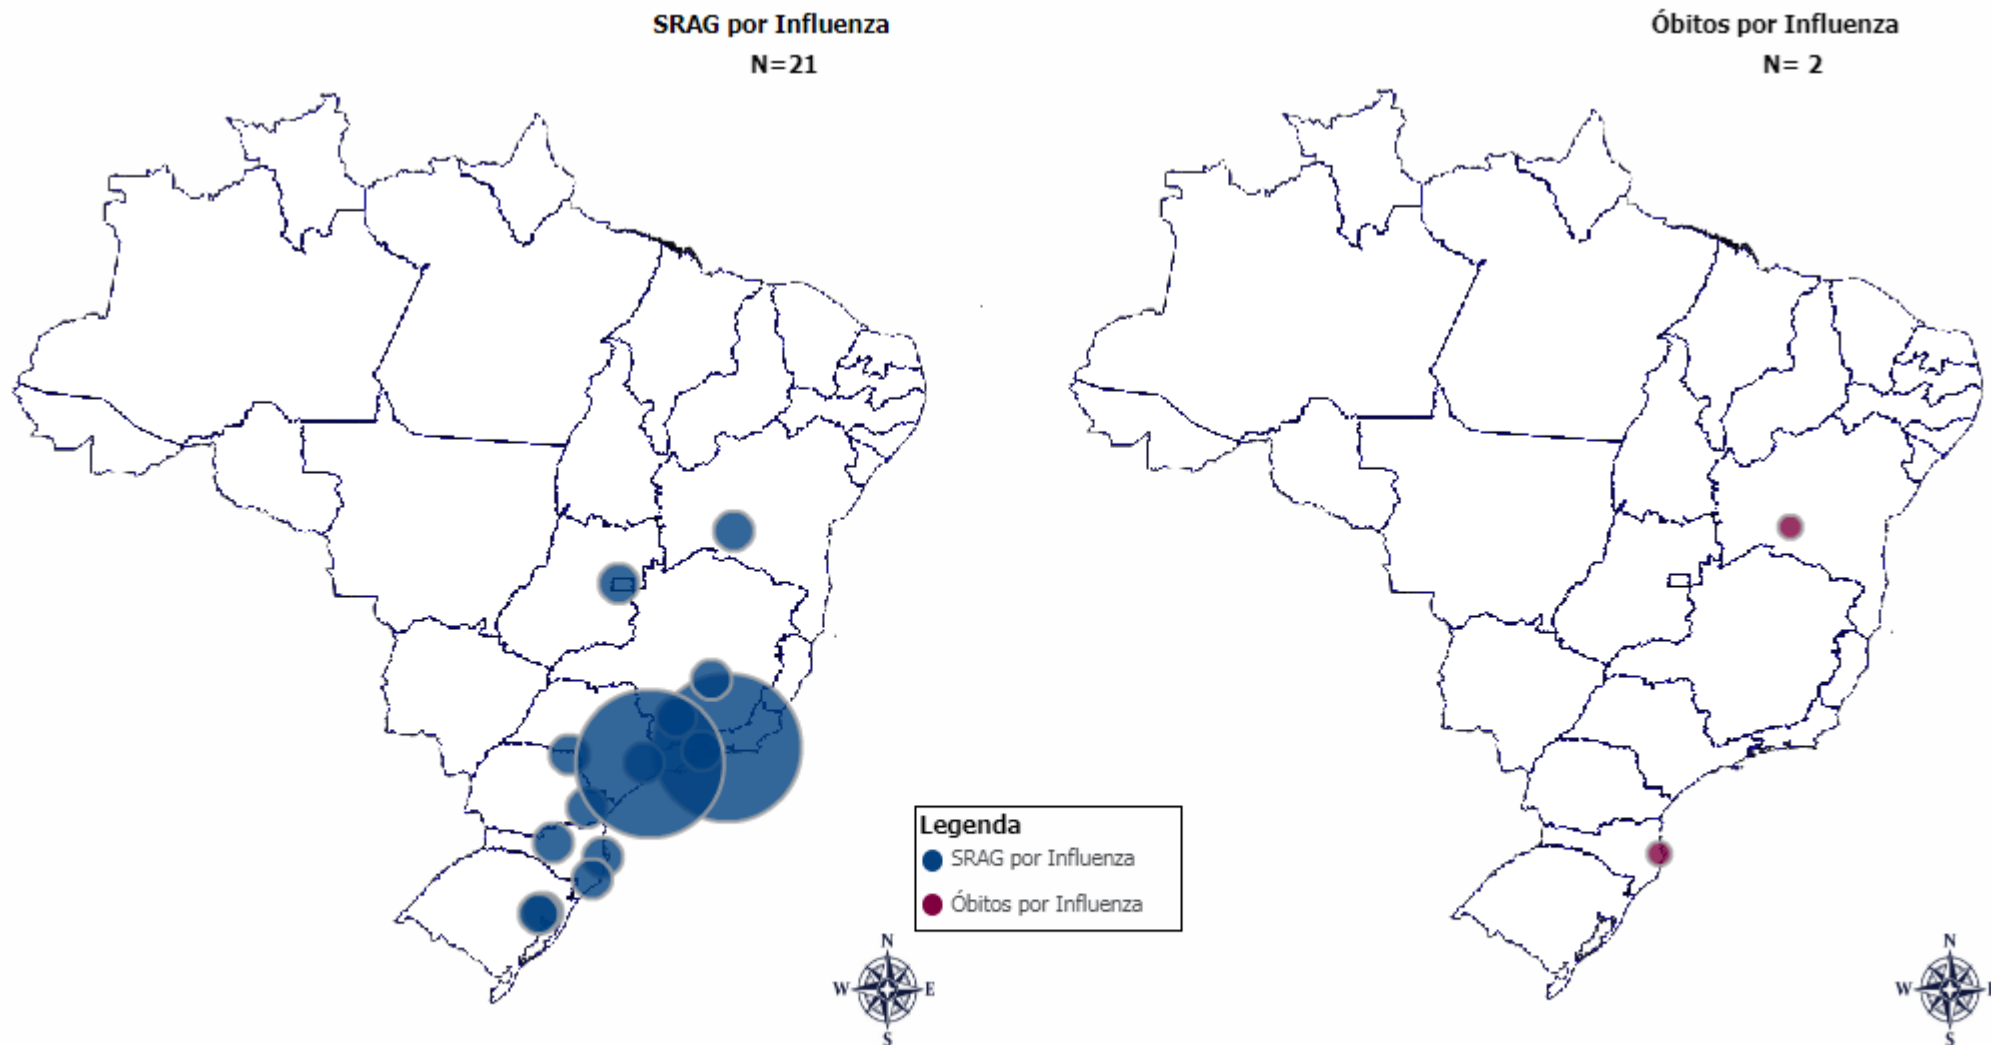 SRAG por Influenza
N=21
Óbitos por Influenza
N= 2
Legenda
SRAG por Influenza
Óbitos por Influenza
N
W E
S
N
W
S